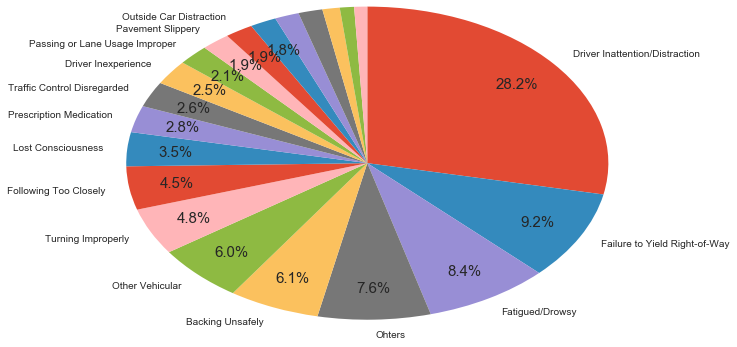 Outside Car Distraction
Pavement Slippery
Passing or Lane Usage Improper
Driver Inexperience
Traffic Control Disregarded
Prescription Medication
Lost Consciousness
Following Too Closely
Turning Improperly
Other Vehicular
Backing Unsafely
Ohters
Fatigued/Drowsy
Failure to Yield Right-of-Way
Driver Inattention/Distraction
28.2%
9.2%
8.4%
7.6%
6.1%
6.0%
4.8%
4.5%
3.5%
2.8%
2.6%
2.5%
2.1%
1.9%
1.9%
1.8%